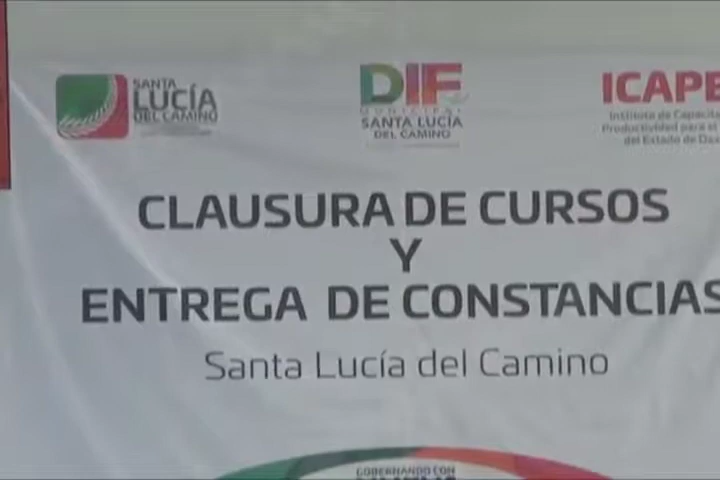 SANTA
LUCÍA
DEL CAMINO
DIF
MUNICIPAL
SANTA LUCÍA
DEL CAMINO
ICAPE
Instituto de Capacita
Productividad para el
del Estado de Oax
CLAUSURA DE CURSOS
Y
ENTREGA DE CONSTANCIAS
Santa Lucía del Camino
GOBERNANDO CON